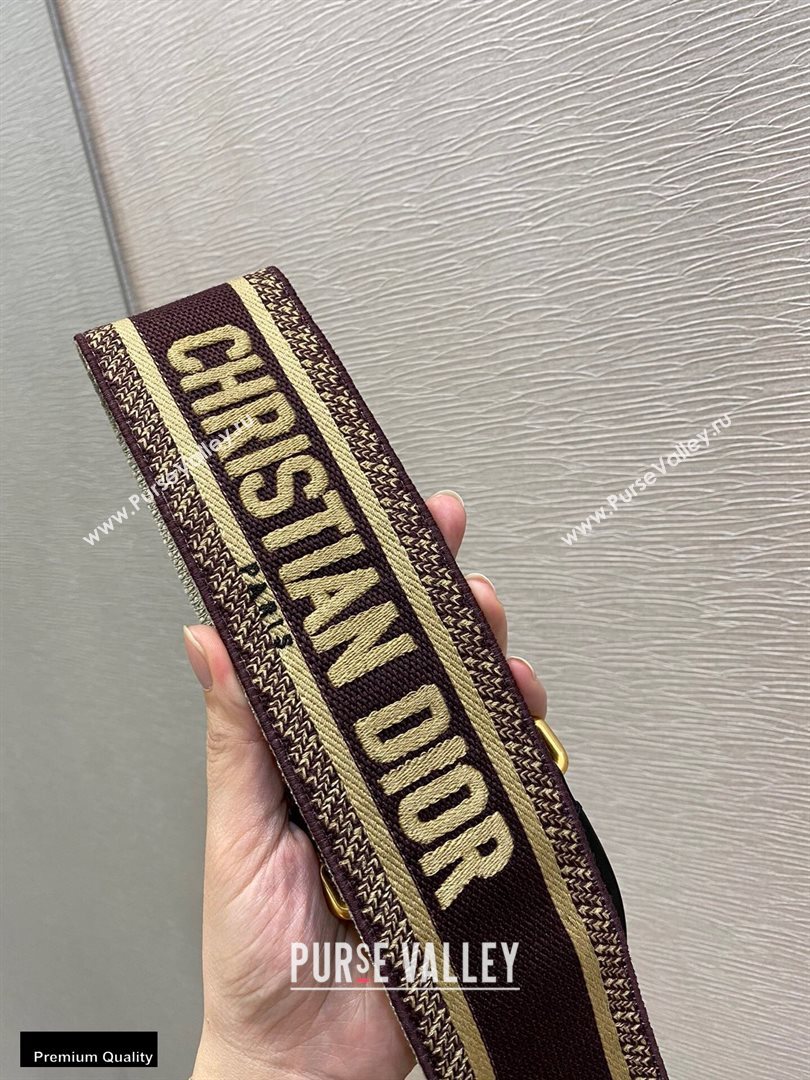 CHRISTIAN DIOR
PARIS
www.PurseValley.ru
www.PurseValley.ru
PURSE VALLEY
Premium Quality